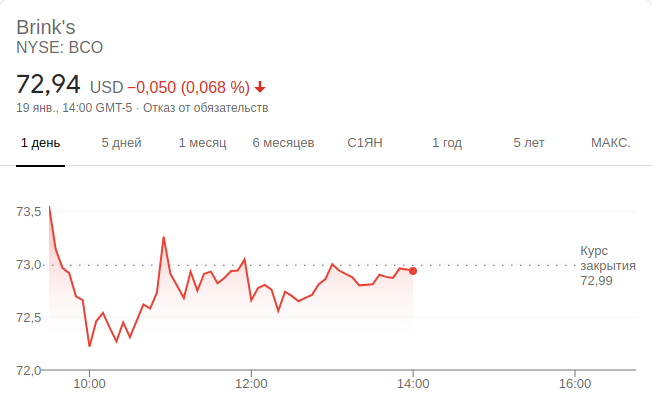 Brink's
NYSE: BCO
72,94 USD −0,050 (0,068 %)
19 янв., 14:00 GMT-5 · Отказ от обязательств
1 день 5 дней 1 месяц 6 месяцев С1ЯН 1 год 5 лет МАКС.
73,5
Курс
73,0 закрытия
72,99
72,5
72,0
10:00 12:00 14:00 16:00